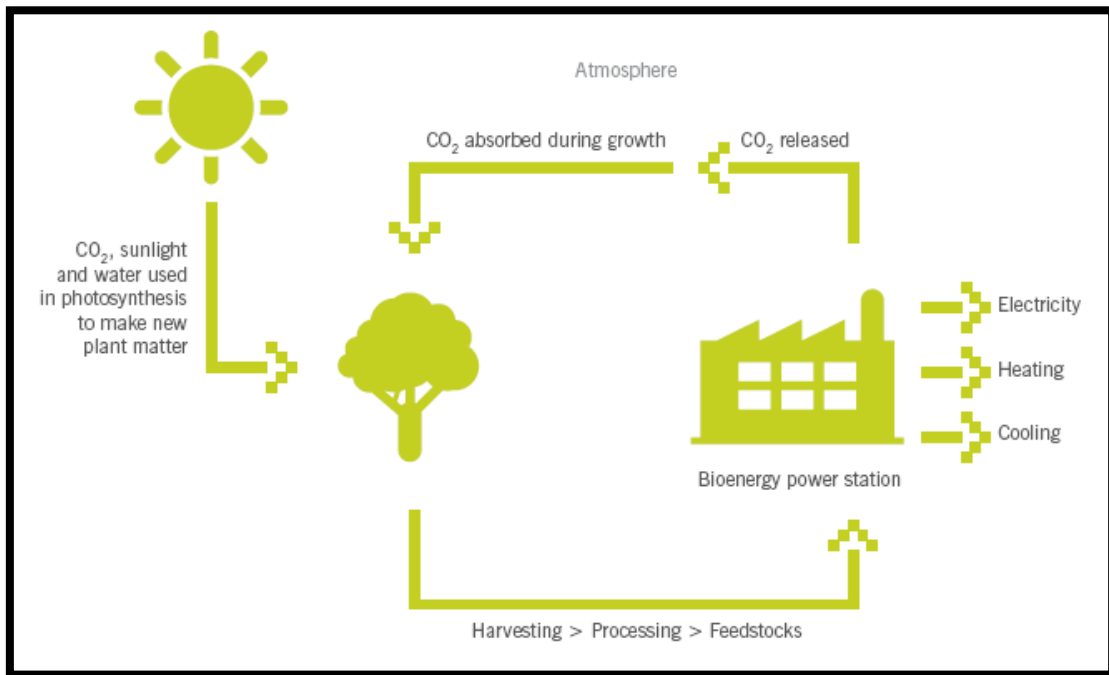 Atmosphere
CO₂ absorbed during growth
CO₂ released
CO₂, sunlight
and water used
in photosynthesis
to make new
plant matter
Electricity
Heating
Cooling
Bioenergy power station
Harvesting > Processing > Feedstocks